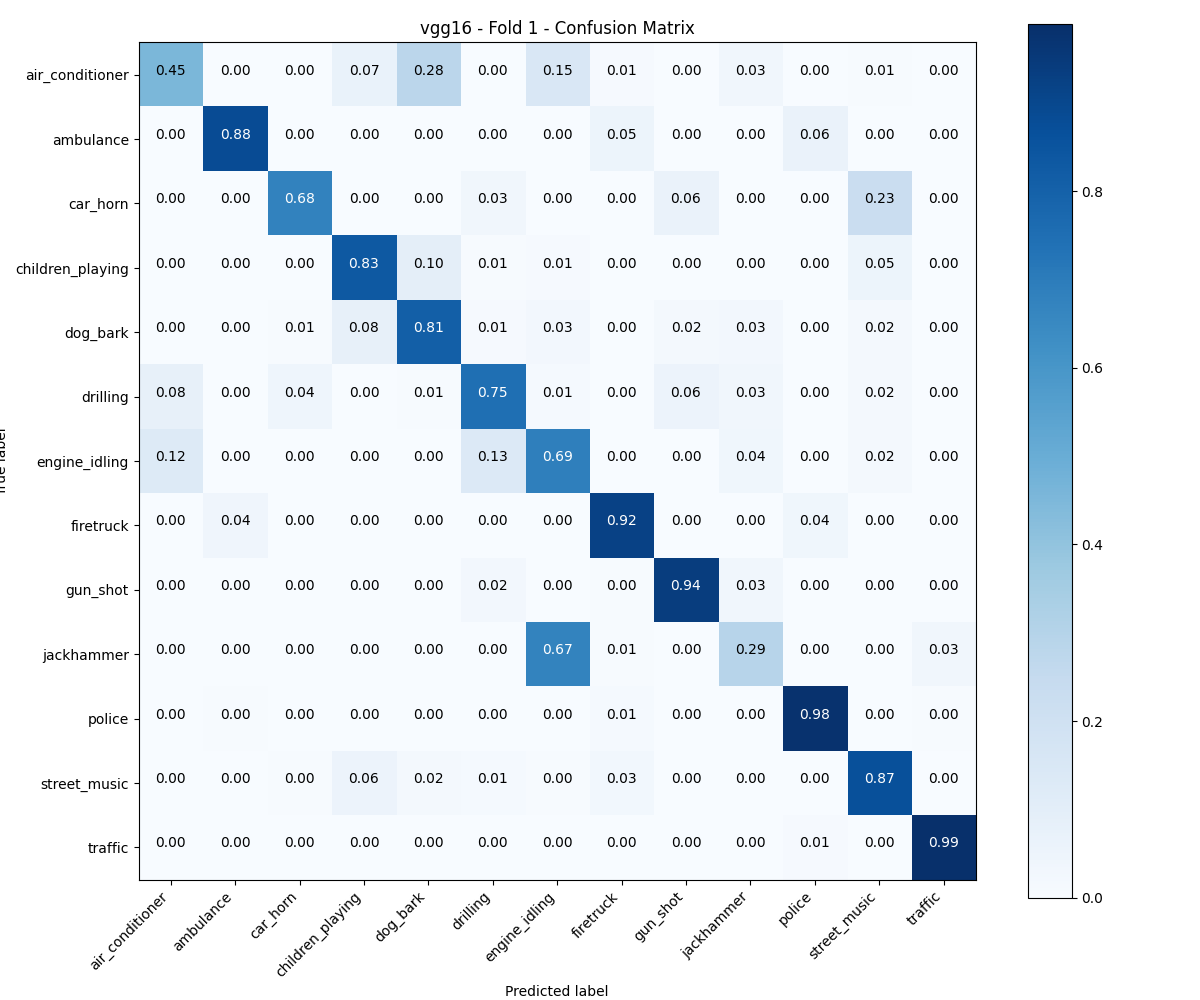 vgg16 - Fold 1 - Confusion Matrix
air_conditioner 0.45 0.00 0.00 0.07 0.28 0.00 0.15 0.01 0.00 0.03 0.00 0.01 0.00
ambulance 0.00 0.88 0.00 0.00 0.00 0.00 0.00 0.05 0.00 0.00 0.06 0.00 0.00
car_horn 0.00 0.00 0.68 0.00 0.00 0.03 0.00 0.00 0.06 0.00 0.00 0.23 0.00
children_playing 0.00 0.00 0.00 0.83 0.10 0.01 0.01 0.00 0.00 0.00 0.00 0.05 0.00
dog_bark 0.00 0.00 0.01 0.08 0.81 0.01 0.03 0.00 0.02 0.03 0.00 0.02 0.00
drilling 0.08 0.00 0.04 0.00 0.01 0.75 0.01 0.00 0.06 0.03 0.00 0.02 0.00
engine_idling 0.12 0.00 0.00 0.00 0.00 0.13 0.69 0.00 0.00 0.04 0.00 0.02 0.00
firetruck 0.00 0.04 0.00 0.00 0.00 0.00 0.00 0.92 0.00 0.00 0.04 0.00 0.00
gun_shot 0.00 0.00 0.00 0.00 0.00 0.02 0.00 0.00 0.94 0.03 0.00 0.00 0.00
jackhammer 0.00 0.00 0.00 0.00 0.00 0.00 0.67 0.01 0.00 0.29 0.00 0.00 0.03
police 0.00 0.00 0.00 0.00 0.00 0.00 0.00 0.01 0.00 0.00 0.98 0.00 0.00
street_music 0.00 0.00 0.00 0.06 0.02 0.01 0.00 0.03 0.00 0.00 0.00 0.87 0.00
traffic 0.00 0.00 0.00 0.00 0.00 0.00 0.00 0.00 0.00 0.00 0.01 0.00 0.99
air_conditioner ambulance car_horn children_playing dog_bark drilling engine_idling firetruck gun_shot jackhammer police street_music traffic
Predicted label
0.8
0.6
0.4
0.2
0.0